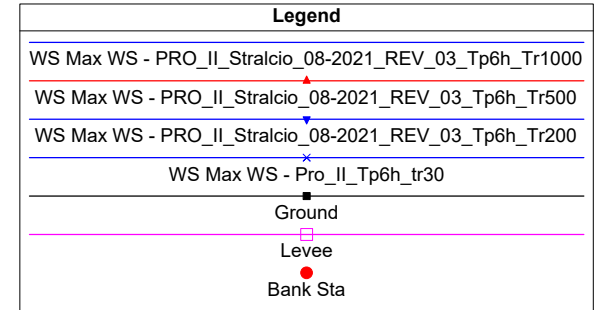 Legend
WS Max WS - PRO_II_Stralcio_08-2021_REV_03_Tp6h_Tr1000
WS Max WS - PRO_II_Stralcio_08-2021_REV_03_Tp6h_Tr500
WS Max WS - PRO_II_Stralcio_08-2021_REV_03_Tp6h_Tr200
WS Max WS - Pro_II_Tp6h_tr30
Ground
Levee
Bank Sta